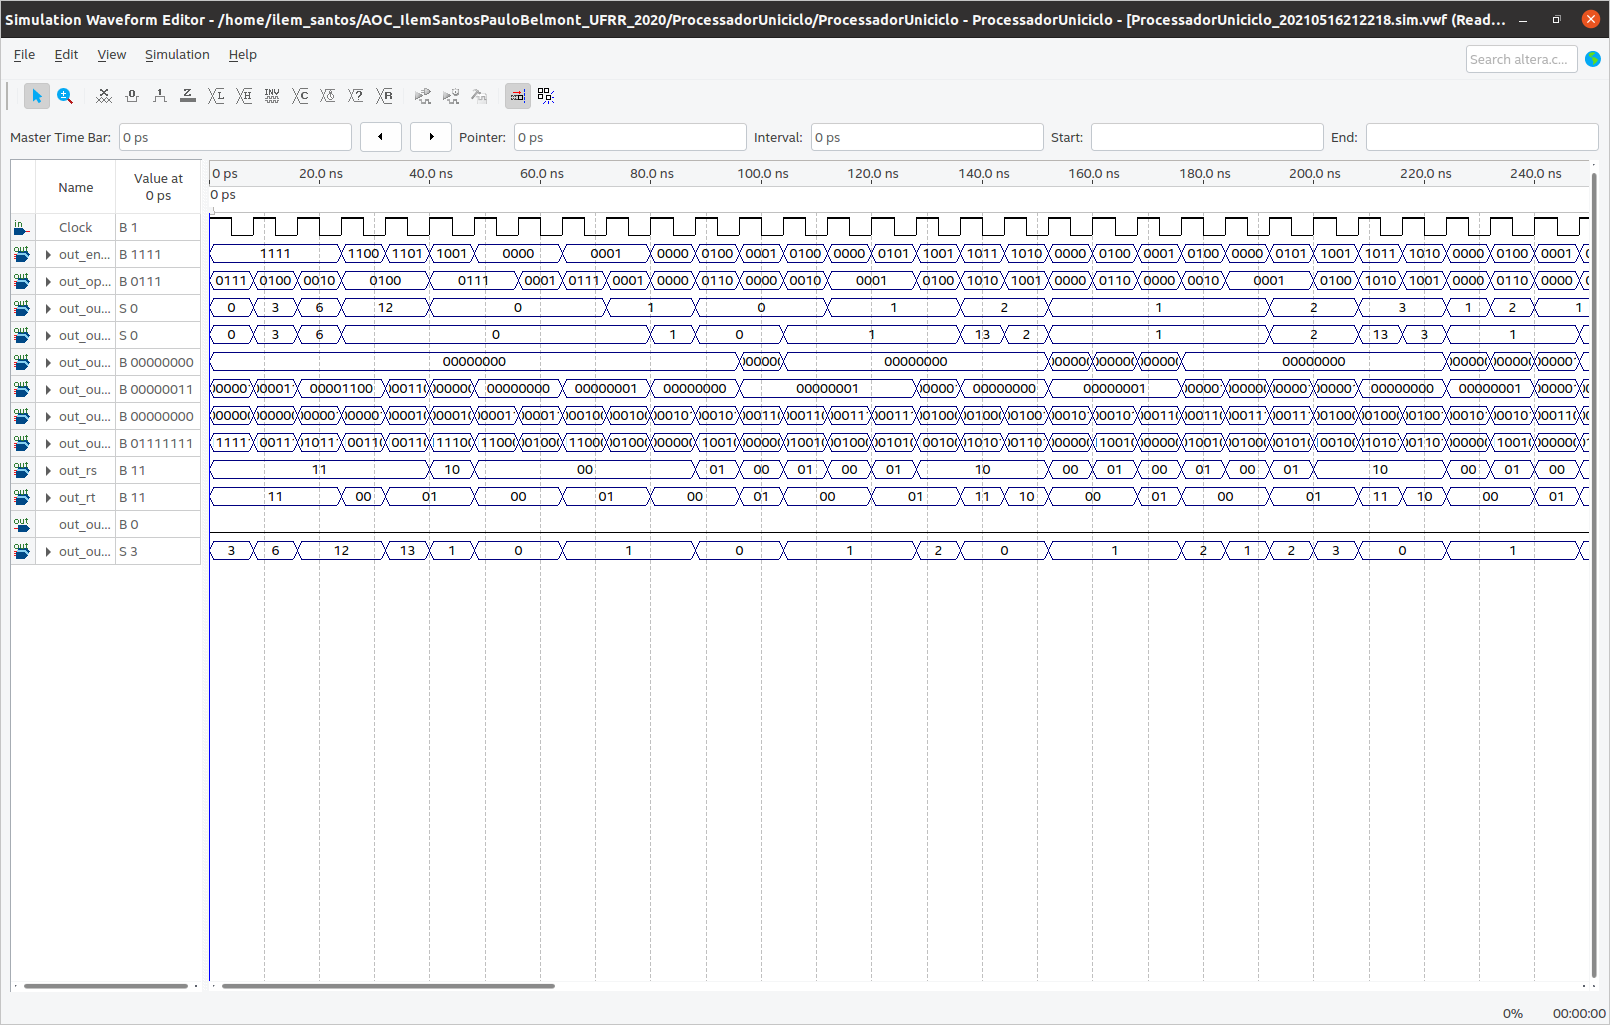 Simulation Waveform Editor - /home/ilem_santos/AOC_IlemSantosPauloBelmont_UFRR_2020/ProcessadorUniciclo/ProcessadorUniciclo - ProcessadorUniciclo - [ProcessadorUniciclo_20210516212218.sim.vwf (Read...
File Edit View Simulation Help
Search altera.c...
Master Time Bar: 0 ps Pointer: 0 ps Interval: 0 ps Start: End:
Name Value at 0 ps
0 ps 20.0 ns 40.0 ns 60.0 ns 80.0 ns 100.0 ns 120.0 ns 140.0 ns 160.0 ns 180.0 ns 200.0 ns 220.0 ns 240.0 ns
0 ps
Clock B 1
out_en... B 1111 1111 1100 1101 1001 0000 0001 0000 0100 0001 0100 0000 0101 1001 1011 1010 0000 0100 0001 0100 0000 0101 1001 1011 1010 0000 0100 0001
out_op... B 0111 0111 0100 0010 0100 0111 0001 0111 0001 0000 0110 0000 0010 0001 0100 1010 1001 0000 0110 0000 0010 0001 0100 1010 1001 0000 0110 0000
out_ou... S 0 0 3 6 12 0 1 0 1 2 1 2 3 1 2 1
out_ou... S 0 0 3 6 0 1 0 1 13 2 1 2 13 3 1
out_ou... B 00000000 00000000 00000000 00000000
out_ou... B 00000011 00001100 00000000 00000001 00000000 00000001 00000000 00000001 00000000 00000001
out_ou... B 00000000
out_ou... B 01111111
out_rs B 11 11 10 00 01 00 01 00 01 10 00 01 00 01 00 01 10 00 01 00
out_rt B 11 11 00 01 00 01 00 01 00 01 11 10 00 01 00 01 11 10 00 01
out_ou... B 0
out_ou... S 3 3 6 12 13 1 0 1 0 1 2 0 1 2 1 2 3 0 1
0% 00:00:00